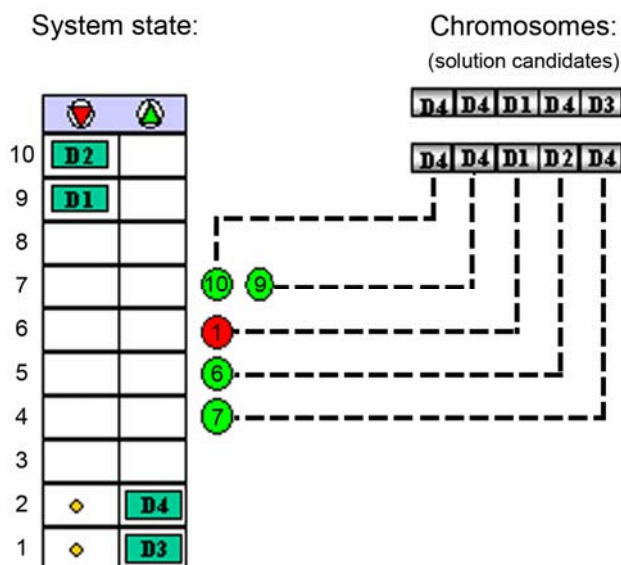 System state:
Chromosomes:
(solution candidates)
D4 D4 D1 D4 D3
10 D2
D4 D4 D1 D2 D4
9 D1
8
7 10 9
6 1
5 6
4 7
3
2 D4
1 D3